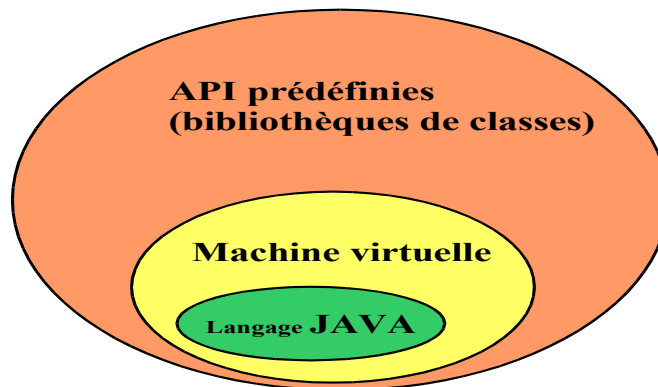 API prédéfinies
(bibliothèques de classes)
Machine virtuelle
Langage JAVA